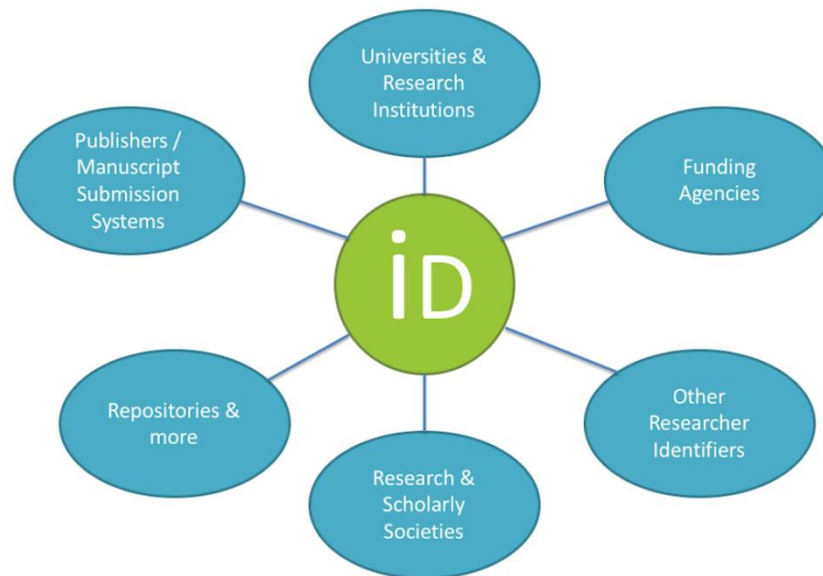 Universities &
Research
Institutions
Publishers /
Manuscript
Submission
Systems
Funding
Agencies
iD
Repositories &
more
Other
Researcher
Identifiers
Research &
Scholarly
Societies